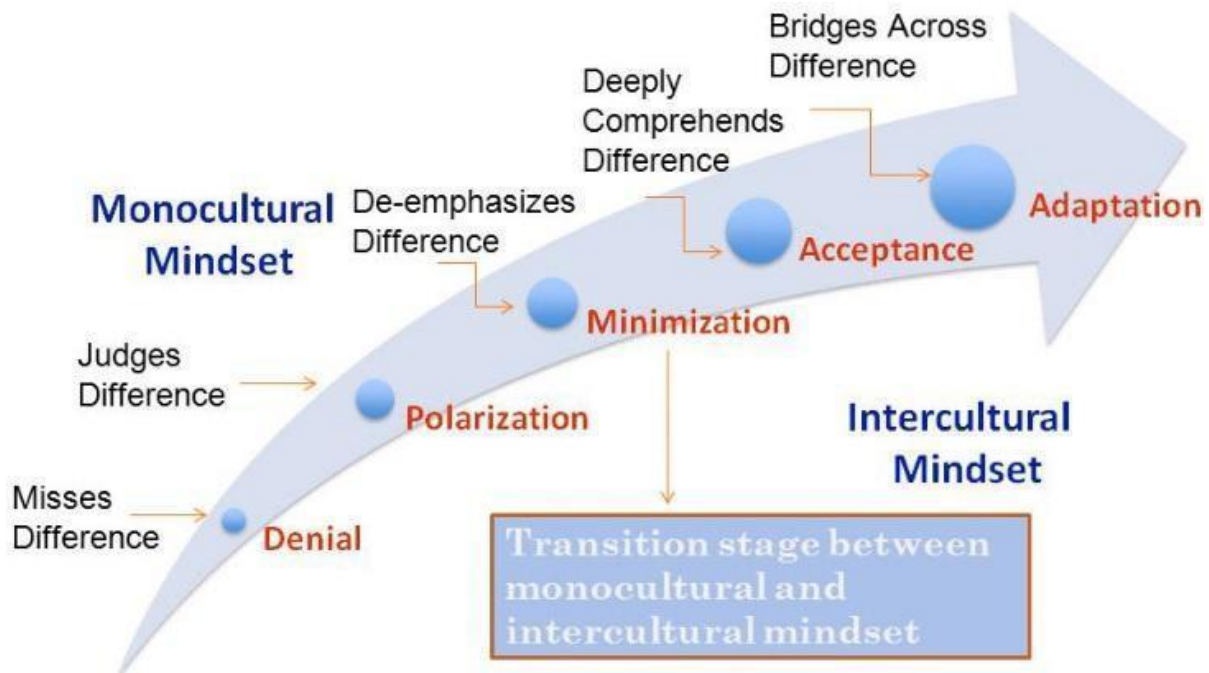 Bridges Across
Difference
Deeply
Comprehends
Difference
Adaptation
Monocultural
Mindset
De-emphasizes
Difference
Acceptance
Minimization
Judges
Difference
Polarization
Intercultural
Mindset
Misses
Difference
Denial
Transition stage between
monocultural and
intercultural mindset